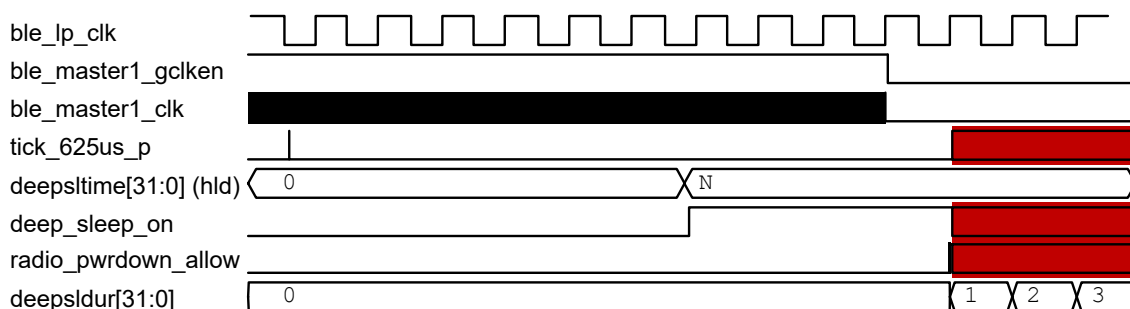 ble_lp_clk
ble_master1_gclken
ble_master1_clk
tick_625us_p
deepsltime[31:0] (hld) 0 N
deep_sleep_on
radio_pwrdown_allow
deepsldur[31:0] 0 1 2 3